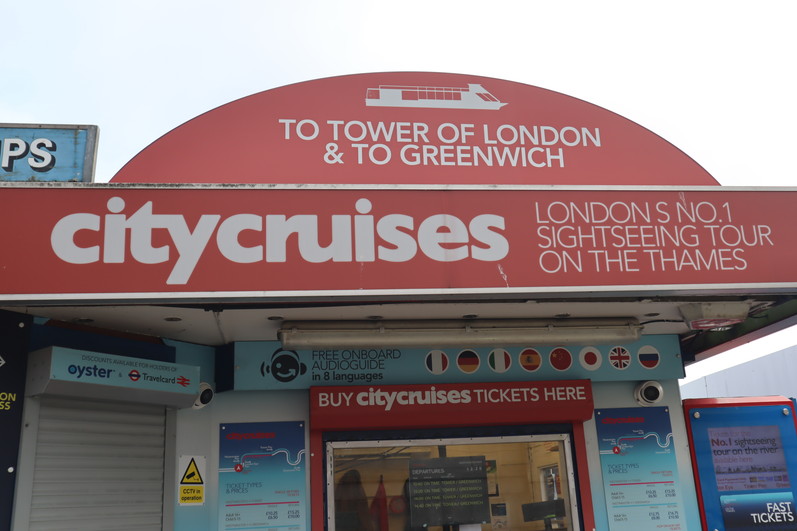 TO TOWER OF LONDON
& TO GREENWICH
PS
citycruises
LONDON S NO.1
SIGHTSEEING TOUR
ON THE THAMES
FREE ONBOARD
AUDIOGUIDE
in 8 languages
DISCOUNTS AVAILABLE FOR HOLDERS OF:
oyster & Travelcard
BUY citycruises TICKETS HERE
ON
SS
CCTV
in operation
TICKET TYPES
& PRICES
DEPARTURES
TICKET TYPES
& PRICES
No.1 sightseeing
tour on the river
FAST
TICKETS